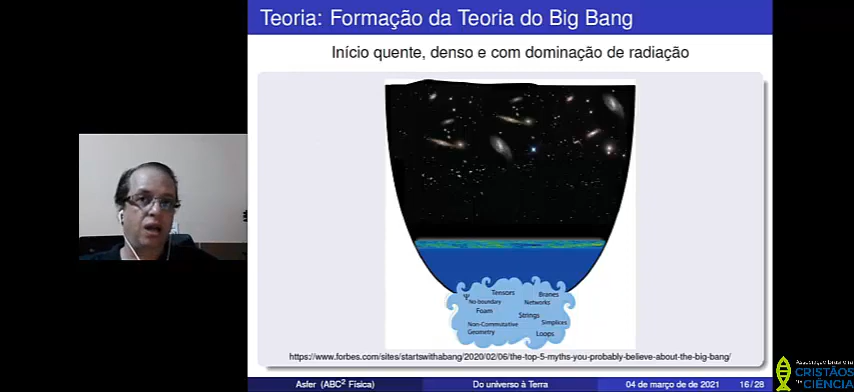 Teoria: Formação da Teoria do Big Bang
Início quente, denso e com dominação de radiação
Tensors
Branes
Ψ
No-boundary
Networks
Foam
Strings
Non-Commutative
Geometry
Simplices
Loops
https://www.forbes.com/sites/startswithabang/2020/02/06/the-top-5-myths-you-probably-believe-about-the-big-bang/
Asfer (ABC² Física)
Do universo à Terra
04 de março de de 2021
16 / 28
Associação Brasileira
CRISTÃOS
na CIÊNCIA